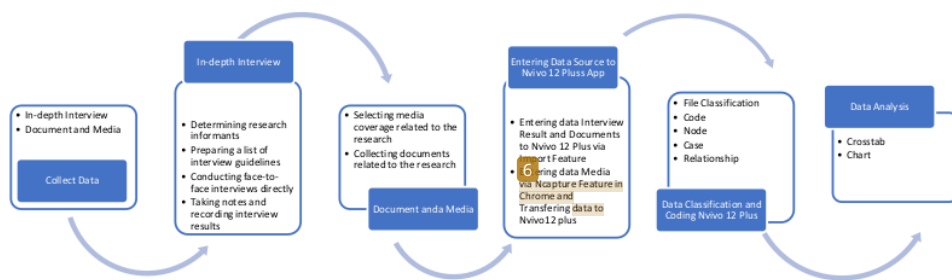 • In-depth Interview
• Document and Media
Collect Data
In-depth Interview
• Determining research
informants
• Preparing a list of
interview guidelines
• Conducting face-to-
face interviews directly
• Taking notes and
recording interview
results
• Selecting media
coverage related to the
research
• Collecting documents
related to the research
Document anda Media
Entering Data Source to
Nvivo 12 Pluss App
• Entering data Interview
Result and Documents
to Nvivo 12 Plus via
Import Feature
6
• Entering data Media
via Ncapture Feature in
Chrome and
Transfering data to
Nvivo12 plus
• File Classification
• Code
• Node
• Case
• Relationship
Data Classification and
Coding Nvivo 12 Plus
Data Analysis
• Crosstab
• Chart